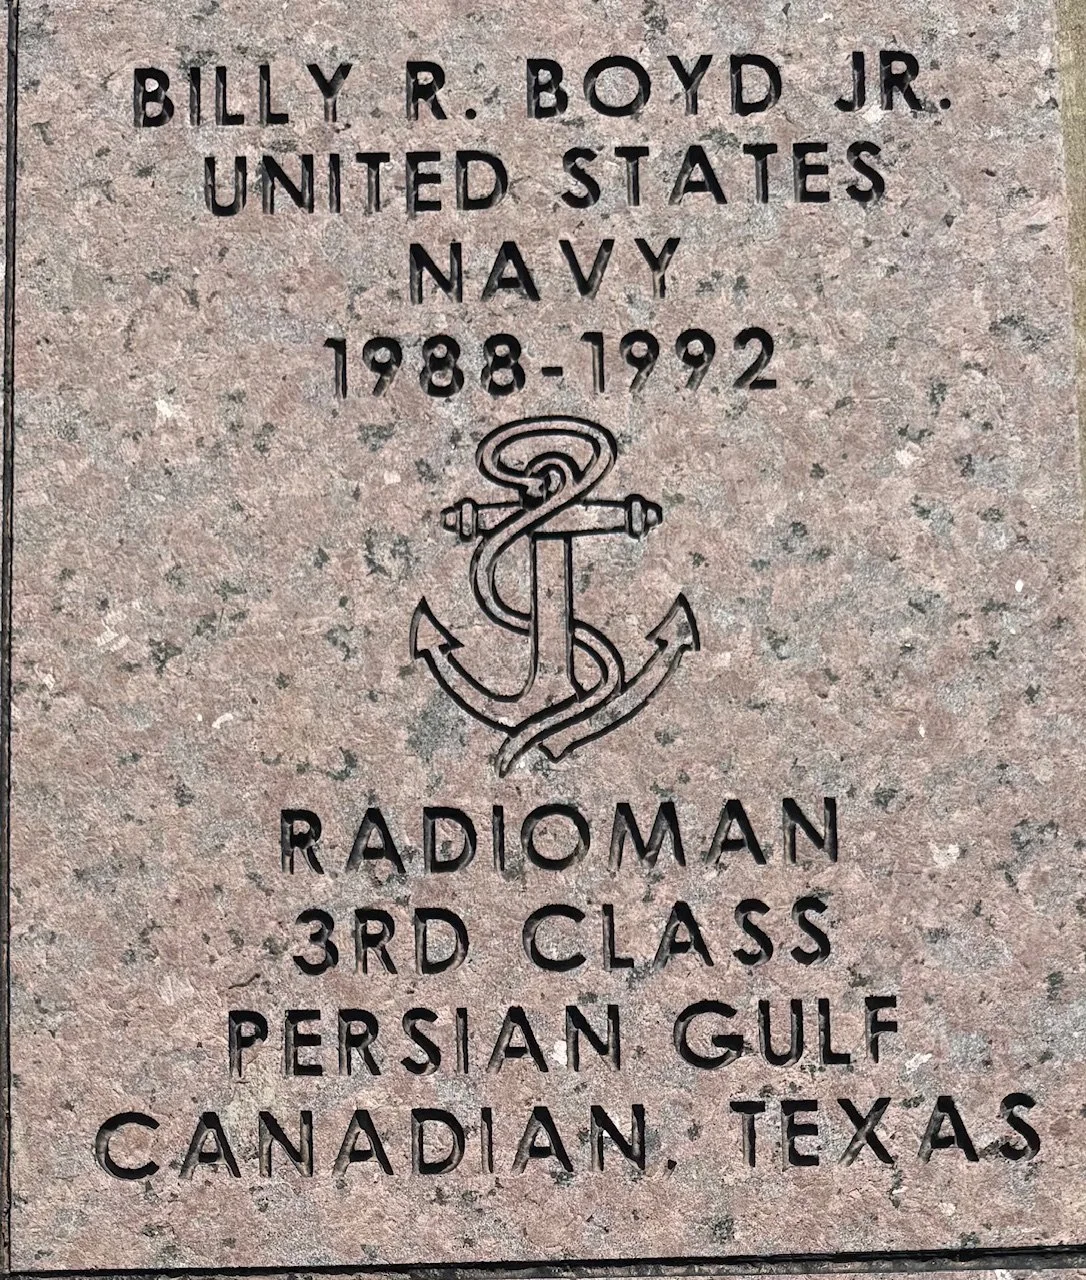 BILLY R. BOYD JR.
UNITED STATES
NAVY
1988-1992
RADIOMAN
3RD CLASS
PERSIAN GULF
CANADIAN, TEXAS